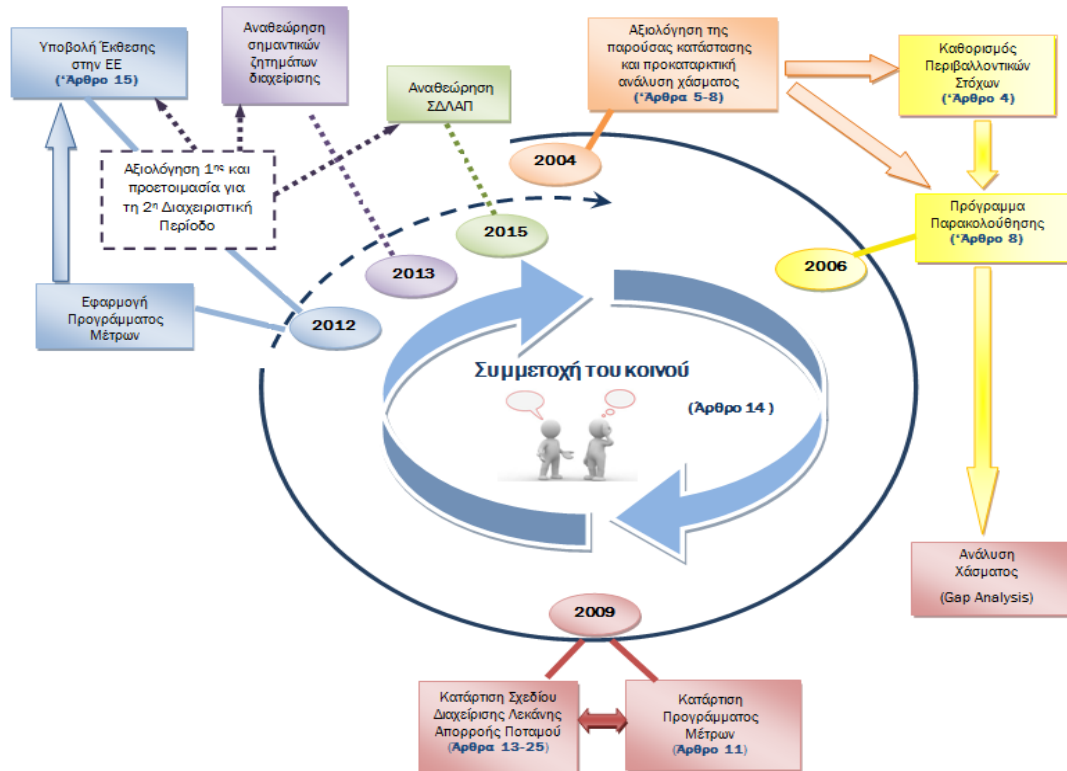 Υποβολή Έκθεσης
στην ΕΕ
(‘Άρθρο 15)
Αναθεώρηση
σημαντικών
ζητημάτων
διαχείρισης
Αναθεώρηση
ΣΔΛΑΠ
Αξιολόγηση της
παρούσας κατάστασης
και προκαταρκτική
ανάλυση χάσματος
(‘Άρθρα 5-8)
Καθορισμός
Περιβαλλοντικών
Στόχων
(‘Άρθρο 4)
Αξιολόγηση 1ης και
προετοιμασία για
τη 2η Διαχειριστική
Περίοδο
2004
2015
2013
2012
2006
Πρόγραμμα
Παρακολούθησης
(‘Άρθρο 8)
Εφαρμογή
Προγράμματος
Μέτρων
Συμμετοχή του κοινού
(Άρθρο 14 )
Ανάλυση
Χάσματος
(Gap Analysis)
2009
Κατάρτιση Σχεδίου
Διαχείρισης Λεκάνης
Απορροής Ποταμού
(Άρθρα 13-25)
Κατάρτιση
Προγράμματος
Μέτρων
(Άρθρο 11)